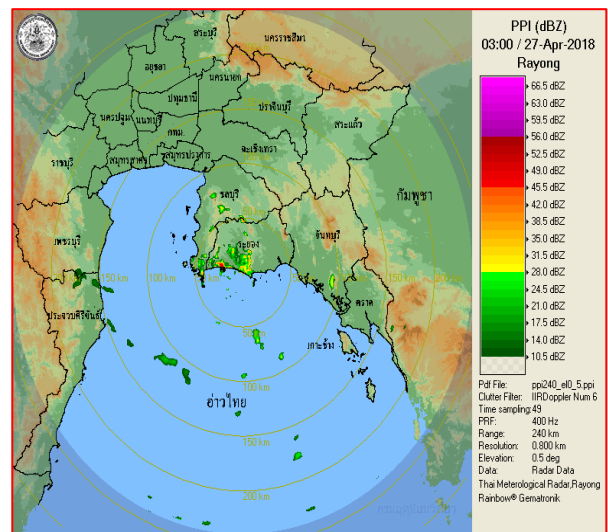 PPI (dBZ)
03:00 / 27-Apr-2018
Rayong
66.5 dBZ
63.0 dBZ
59.5 dBZ
56.0 dBZ
52.5 dBZ
49.0 dBZ
45.5 dBZ
42.0 dBZ
38.5 dBZ
35.0 dBZ
31.5 dBZ
28.0 dBZ
24.5 dBZ
21.0 dBZ
17.5 dBZ
14.0 dBZ
10.5 dBZ
Pdf File: ppi240_el0_5.ppi
Clutter Filter: IIRDoppler Num 6
Time sampling:49
PRF: 400 Hz
Range: 240 km
Resolution: 0.800 km
Elevation: 0.5 deg
Data: Radar Data
Thai Meterological Radar,Rayong
Rainbow® Gematronik
สระบุรี
นครราชสีมา
อยุธยา
นครนายก
ปทุมธานี
ปราจีนบุรี
นครปฐม
นนทบุรี
กทม.
สระแก้ว
ฉะเชิงเทรา
ราชบุรี
สมุทรสาคร
สมุทรปราการ
กัมพูชา
ชลบุรี
เพชรบุรี
ระยอง
จันทบุรี
150 km
100 km
200 km
ประจวบคีรีขันธ์
ตราด
50 km
เกาะช้าง
100 km
อ่าวไทย
150 km
200 km